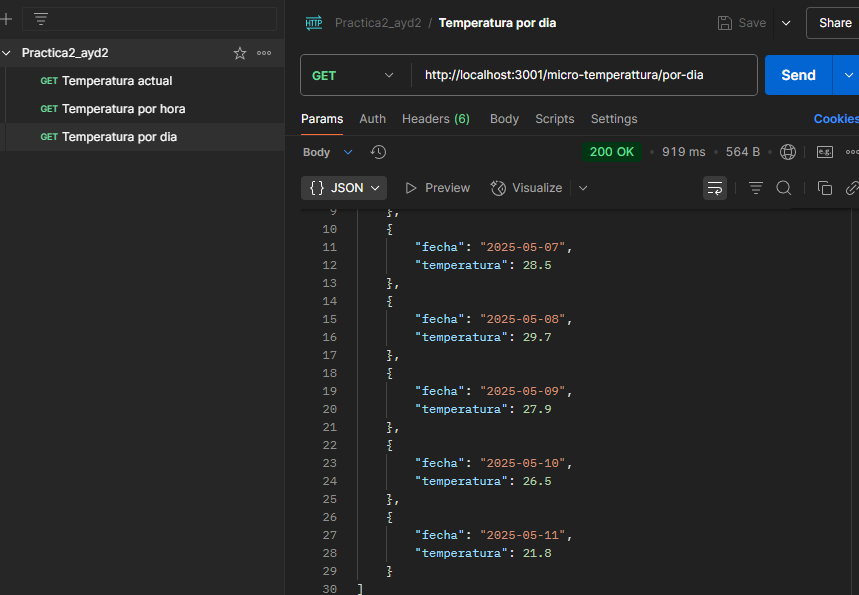 Practica2_ayd2
GET Temperatura actual
GET Temperatura por hora
GET Temperatura por dia
HTTP Practica2_ayd2 / Temperatura por dia
Save
Share
GET
http://localhost:3001/micro-temperattura/por-dia
Send
Params Auth Headers (6) Body Scripts Settings
Cookies
Body
200 OK • 919 ms • 564 B
e.g.
{} JSON
Preview
Visualize
9 },
10 {
11 "fecha": "2025-05-07",
12 "temperatura": 28.5
13 },
14 {
15 "fecha": "2025-05-08",
16 "temperatura": 29.7
17 },
18 {
19 "fecha": "2025-05-09",
20 "temperatura": 27.9
21 },
22 {
23 "fecha": "2025-05-10",
24 "temperatura": 26.5
25 },
26 {
27 "fecha": "2025-05-11",
28 "temperatura": 21.8
29 }
30 ]